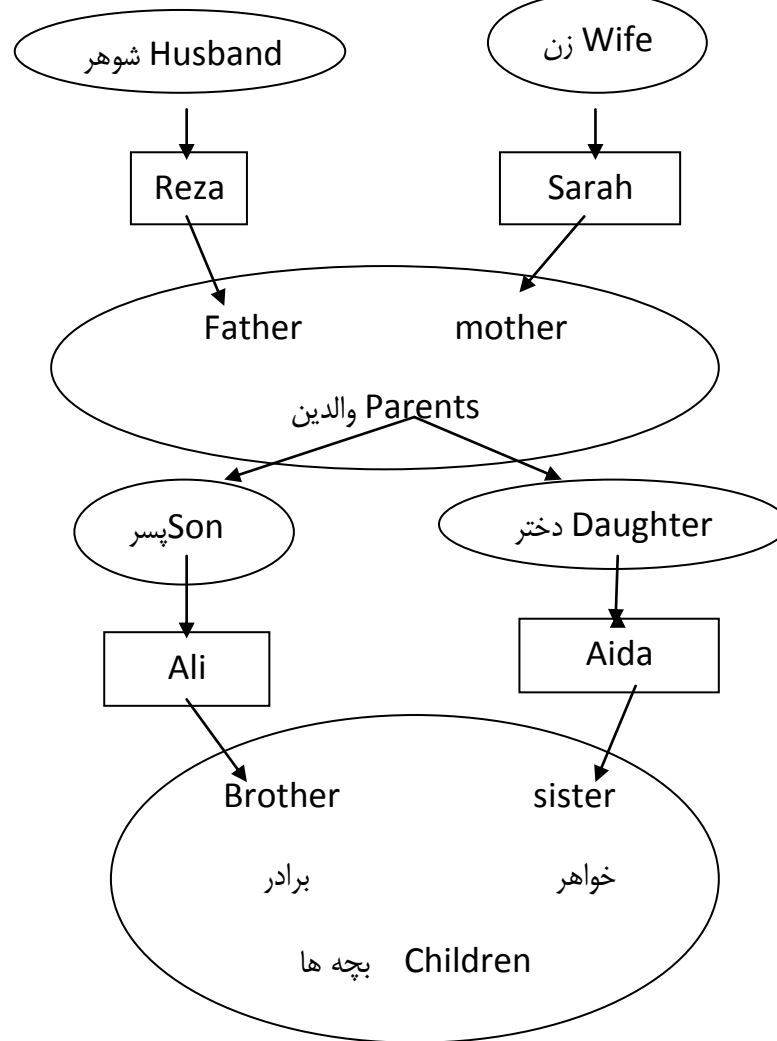 شوهر Husband
زن Wife
Reza
Sarah
Father mother
والدین Parents
پسرSon
دختر Daughter
Ali
Aida
Brother sister
برادر خواهر
بچه ها Children